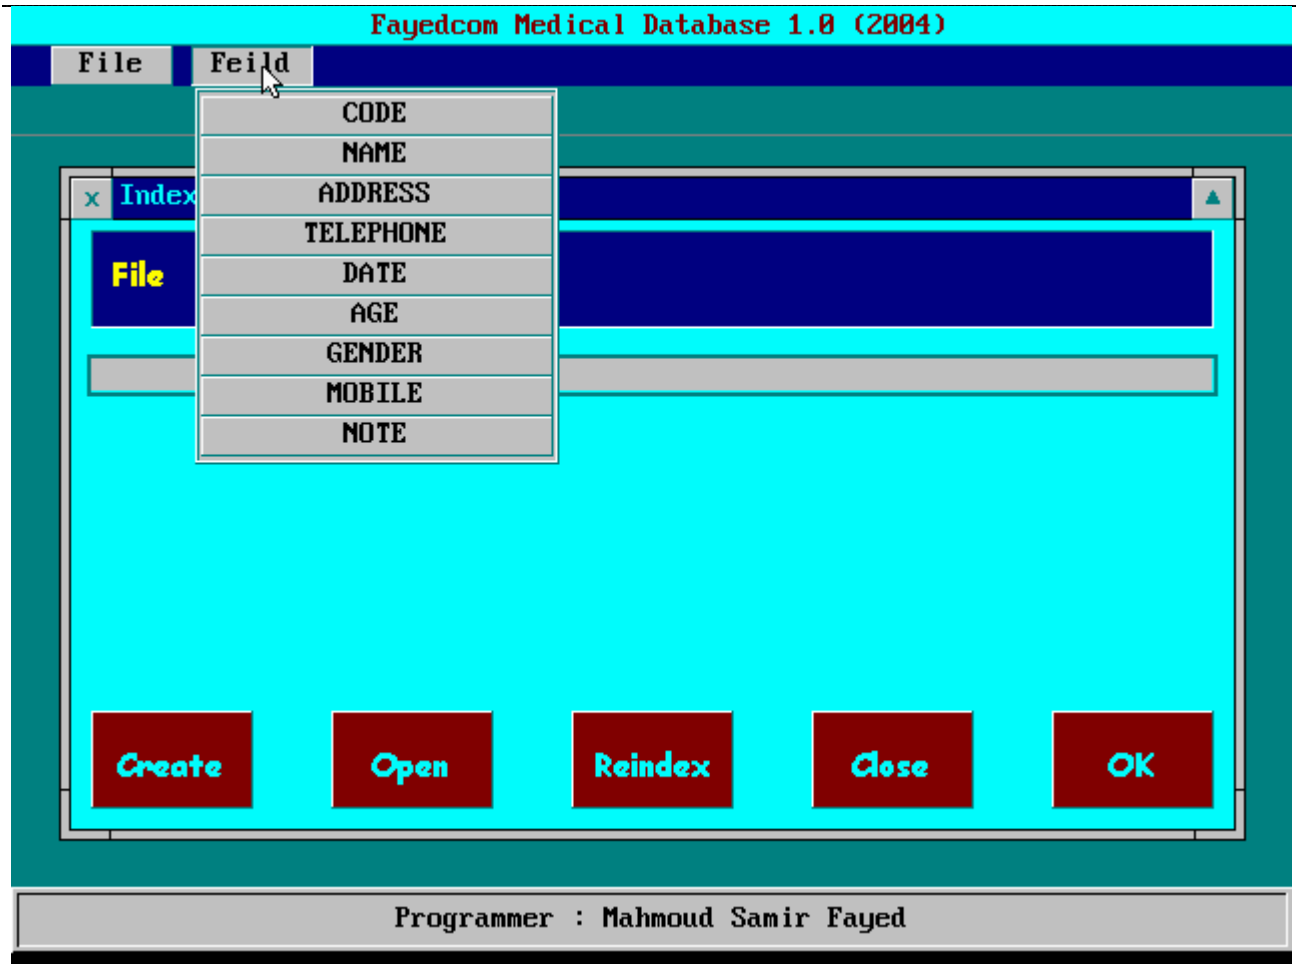 Fayedcom Medical Database 1.0 (2004)
File Feild
CODE
NAME
ADDRESS
TELEPHONE
DATE
AGE
GENDER
MOBILE
NOTE
x Index
File
Create Open Reindex Close OK
Programmer : Mahmoud Samir Fayed